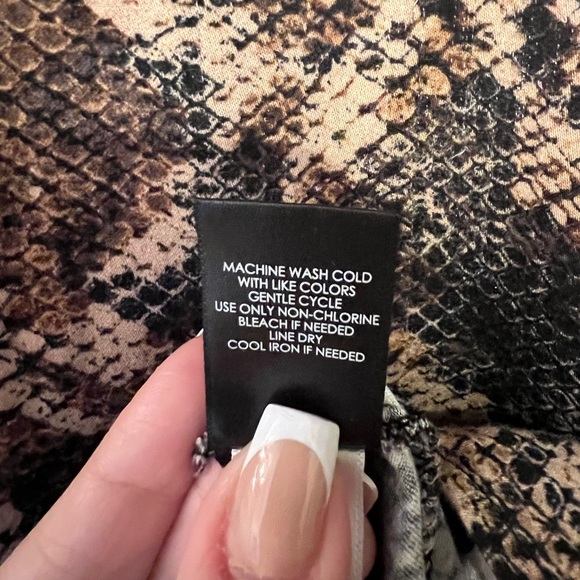 MACHINE WASH COLD
WITH LIKE COLORS
GENTLE CYCLE
USE ONLY NON-CHLORINE
BLEACH IF NEEDED
LINE DRY
COOL IRON IF NEEDED